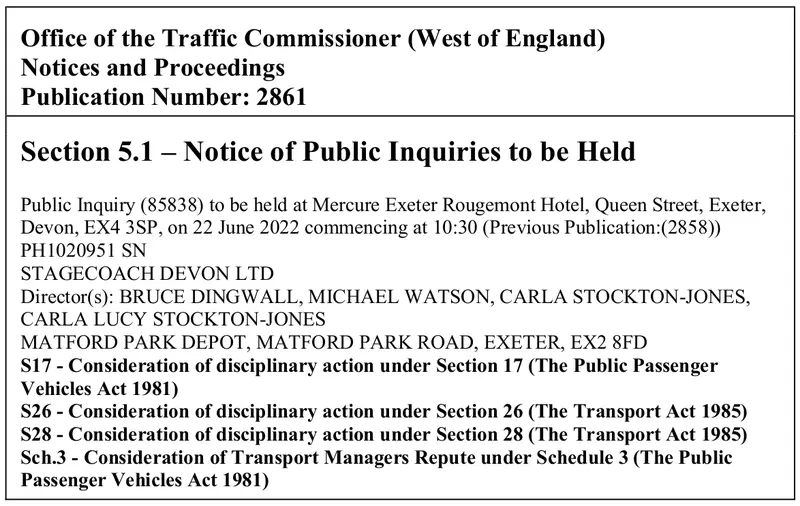 Office of the Traffic Commissioner (West of England)
Notices and Proceedings
Publication Number: 2861
Section 5.1 – Notice of Public Inquiries to be Held
Public Inquiry (85838) to be held at Mercure Exeter Rougemont Hotel, Queen Street, Exeter,
Devon, EX4 3SP, on 22 June 2022 commencing at 10:30 (Previous Publication:(2858))
PH1020951 SN
STAGECOACH DEVON LTD
Director(s): BRUCE DINGWALL, MICHAEL WATSON, CARLA STOCKTON-JONES,
CARLA LUCY STOCKTON-JONES
MATFORD PARK DEPOT, MATFORD PARK ROAD, EXETER, EX2 8FD
S17 - Consideration of disciplinary action under Section 17 (The Public Passenger
Vehicles Act 1981)
S26 - Consideration of disciplinary action under Section 26 (The Transport Act 1985)
S28 - Consideration of disciplinary action under Section 28 (The Transport Act 1985)
Sch.3 - Consideration of Transport Managers Repute under Schedule 3 (The Public
Passenger Vehicles Act 1981)